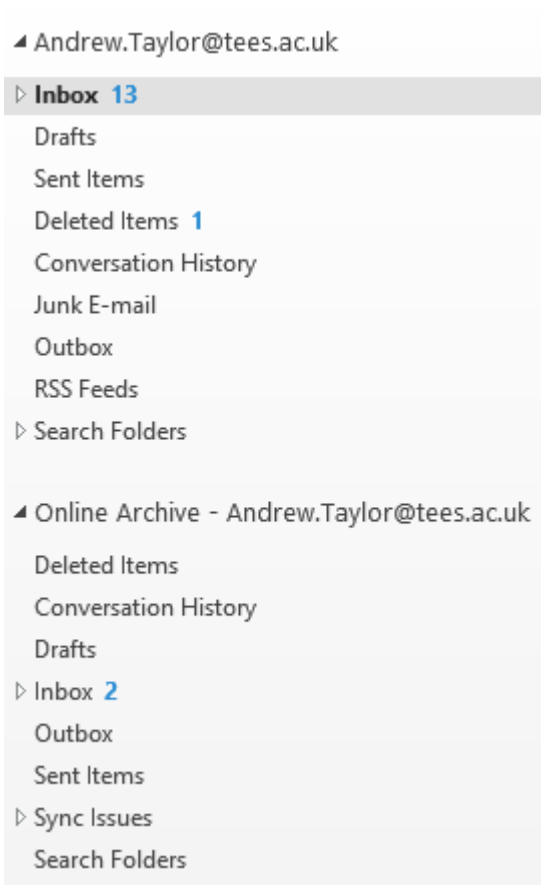 Andrew.Taylor@tees.ac.uk
Inbox 13
Drafts
Sent Items
Deleted Items 1
Conversation History
Junk E-mail
Outbox
RSS Feeds
Search Folders
Online Archive - Andrew.Taylor@tees.ac.uk
Deleted Items
Conversation History
Drafts
Inbox 2
Outbox
Sent Items
Sync Issues
Search Folders